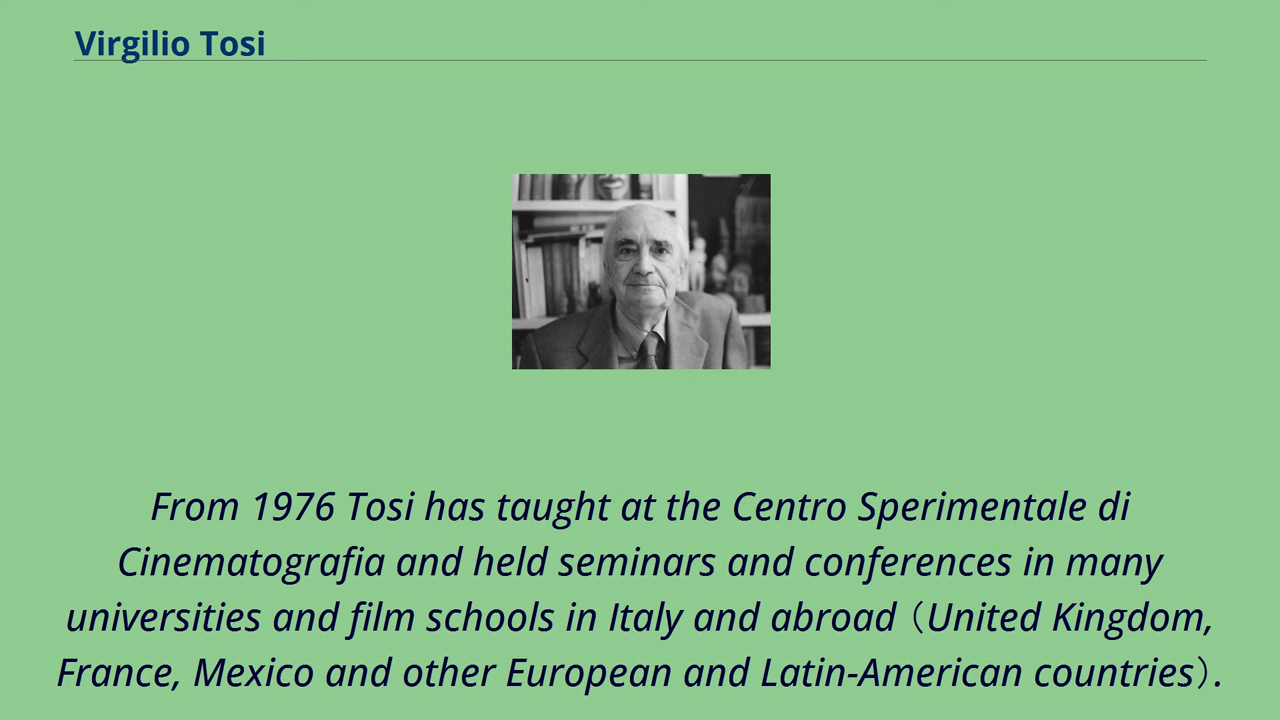 Virgilio Tosi
From 1976 Tosi has taught at the Centro Sperimentale di
Cinematografia and held seminars and conferences in many
universities and film schools in Italy and abroad（United Kingdom,
France, Mexico and other European and Latin-American countries）.